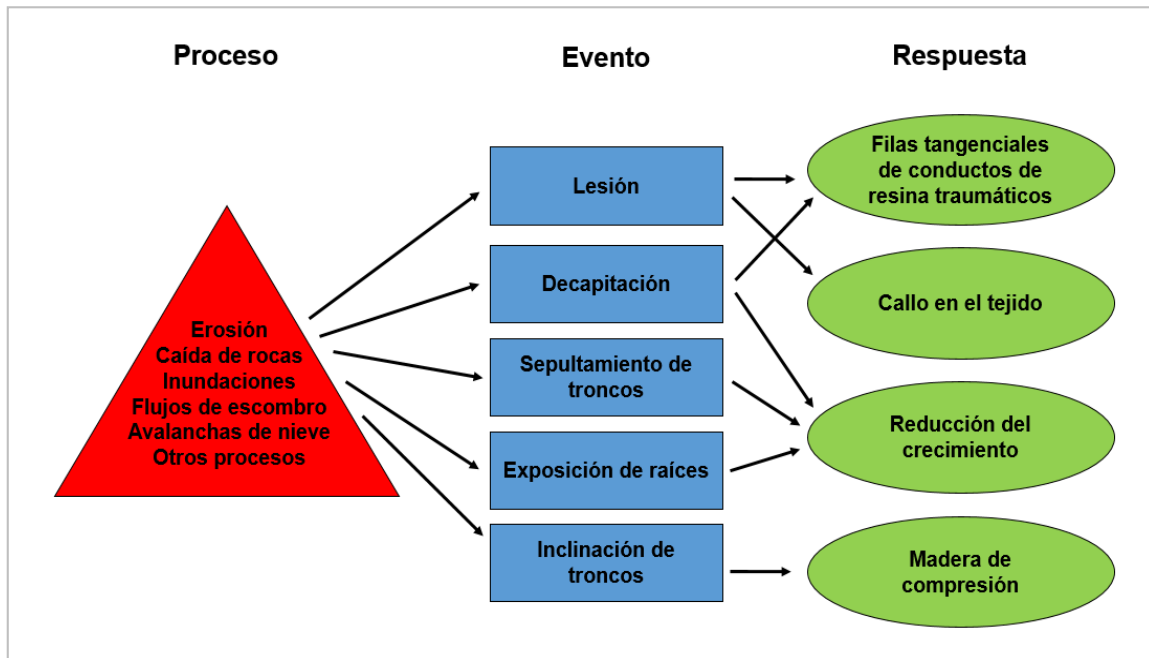 Proceso
Evento
Respuesta
Erosión
Caída de rocas
Inundaciones
Flujos de escombro
Avalanchas de nieve
Otros procesos
Lesión
Decapitación
Sepultamiento de
troncos
Exposición de raíces
Inclinación de
troncos
Filas tangenciales
de conductos de
resina traumáticos
Callo en el tejido
Reducción del
crecimiento
Madera de
compresión